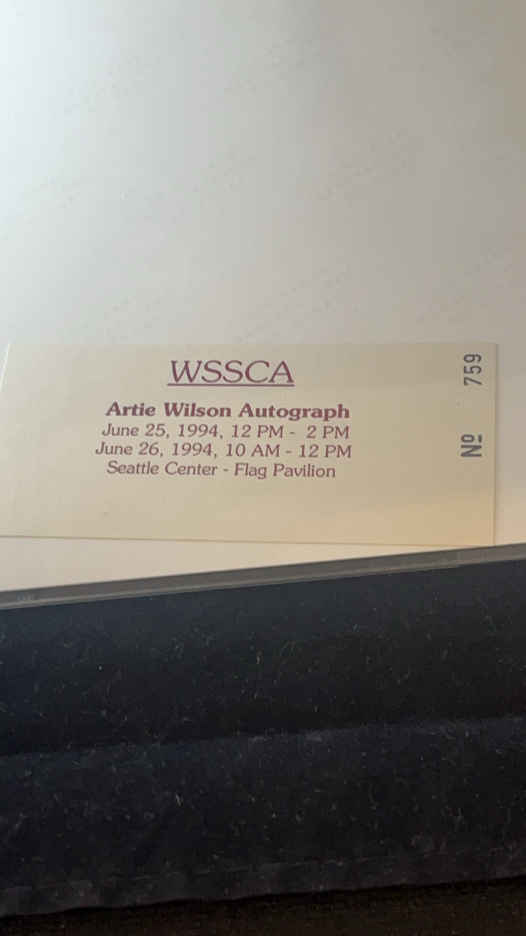 WSSCA
Artie Wilson Autograph
June 25, 1994, 12 PM - 2 PM
June 26, 1994, 10 AM - 12 PM
Seattle Center - Flag Pavilion
Nº 759